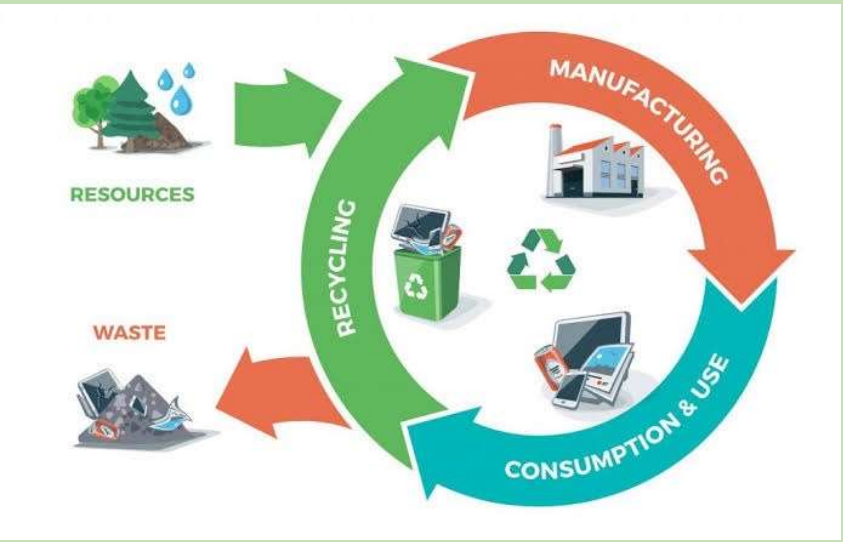 RESOURCES
MANUFACTURING
RECYCLING
WASTE
CONSUMPTION & USE